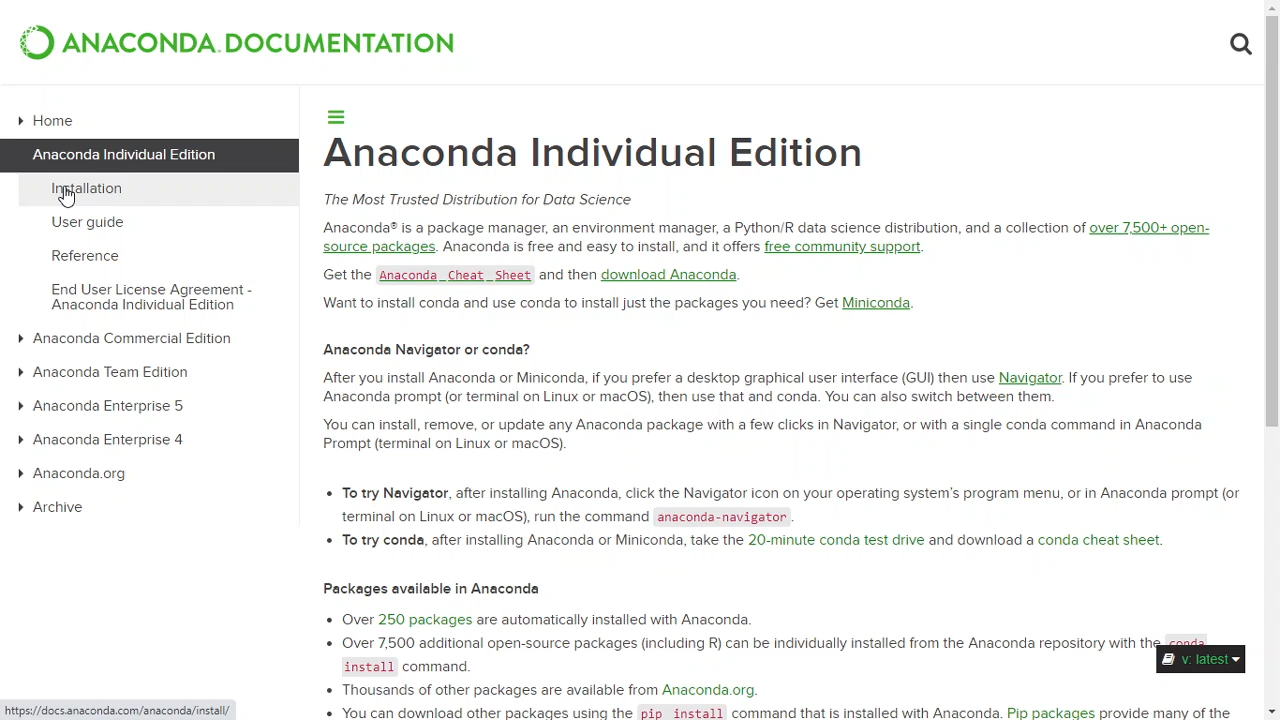 ANACONDA.DOCUMENTATION
Home
Anaconda Individual Edition
Installation
User guide
Reference
End User License Agreement -
Anaconda Individual Edition
Anaconda Commercial Edition
Anaconda Team Edition
Anaconda Enterprise 5
Anaconda Enterprise 4
Anaconda.org
Archive
Anaconda Individual Edition
The Most Trusted Distribution for Data Science
Anaconda® is a package manager, an environment manager, a Python/R data science distribution, and a collection of over 7,500+ open-
source packages. Anaconda is free and easy to install, and it offers free community support.
Get the Anaconda_Cheat_Sheet and then download Anaconda.
Want to install conda and use conda to install just the packages you need? Get Miniconda.
Anaconda Navigator or conda?
After you install Anaconda or Miniconda, if you prefer a desktop graphical user interface (GUI) then use Navigator. If you prefer to use
Anaconda prompt (or terminal on Linux or macOS), then use that and conda. You can also switch between them.
You can install, remove, or update any Anaconda package with a few clicks in Navigator, or with a single conda command in Anaconda
Prompt (terminal on Linux or macOS).
• To try Navigator, after installing Anaconda, click the Navigator icon on your operating system's program menu, or in Anaconda prompt (or
terminal on Linux or macOS), run the command anaconda-navigator.
• To try conda, after installing Anaconda or Miniconda, take the 20-minute conda test drive and download a conda cheat sheet.
Packages available in Anaconda
• Over 250 packages are automatically installed with Anaconda.
• Over 7,500 additional open-source packages (including R) can be individually installed from the Anaconda repository with the conda
install command.
• Thousands of other packages are available from Anaconda.org.
• You can download other packages using the pip install command that is installed with Anaconda. Pip packages provide many of the
v: latest
https://docs.anaconda.com/anaconda/install/